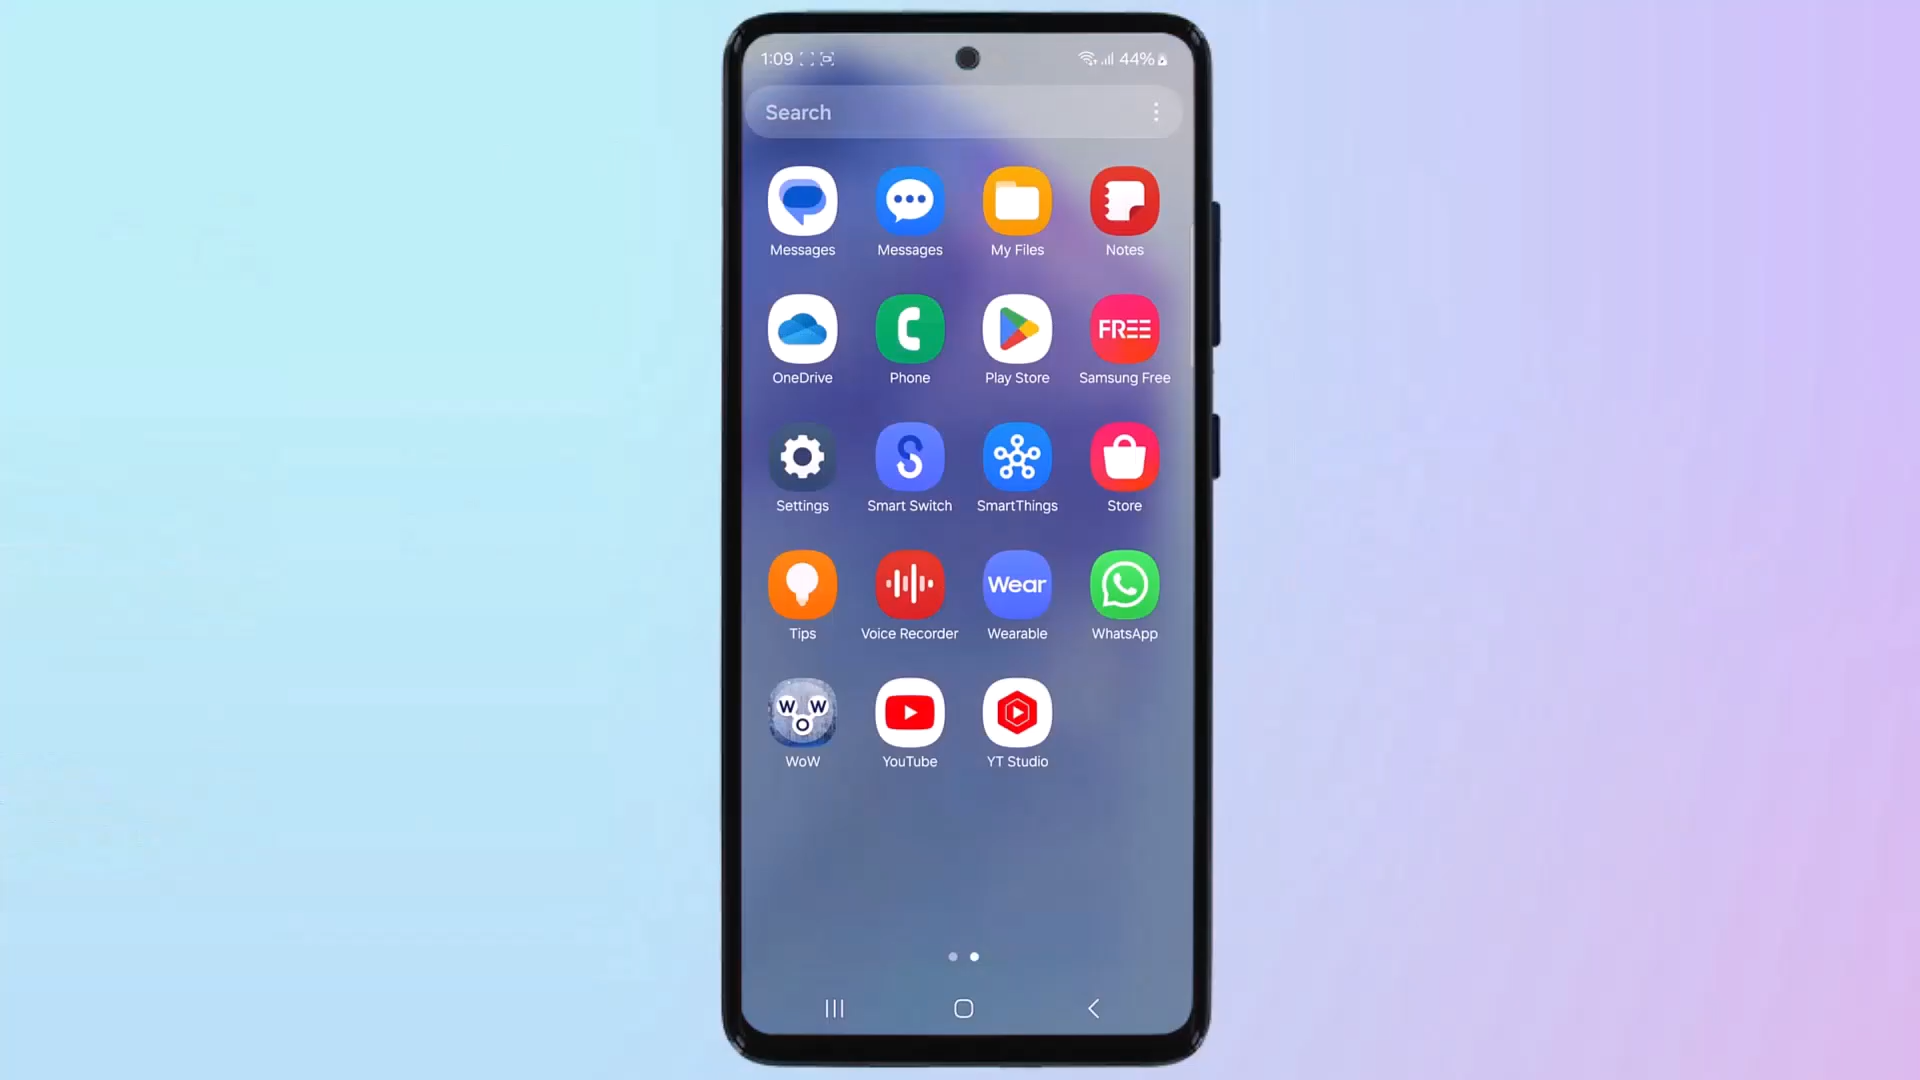 1:09 44%
Search
Messages Messages My Files Notes
FREE
OneDrive Phone Play Store Samsung Free
Settings Smart Switch SmartThings Store
Wear
Tips Voice Recorder Wearable WhatsApp
W W
O
WoW YouTube YT Studio